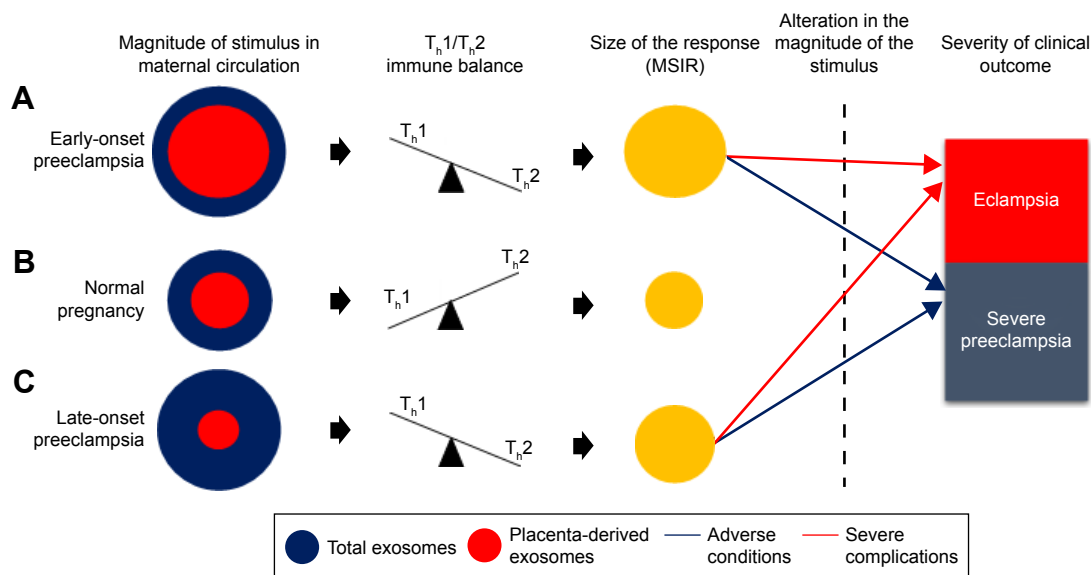 Magnitude of stimulus in
maternal circulation
Tₕ1/Tₕ2
immune balance
Size of the response
(MSIR)
Alteration in the
magnitude of the
stimulus
Severity of clinical
outcome
A
Early-onset
preeclampsia
Tₕ1
Tₕ2
B
Normal
pregnancy
Tₕ2
Tₕ1
C
Late-onset
preeclampsia
Tₕ1
Tₕ2
Eclampsia
Severe
preeclampsia
Total exosomes
Placenta-derived
exosomes
Adverse
conditions
Severe
complications